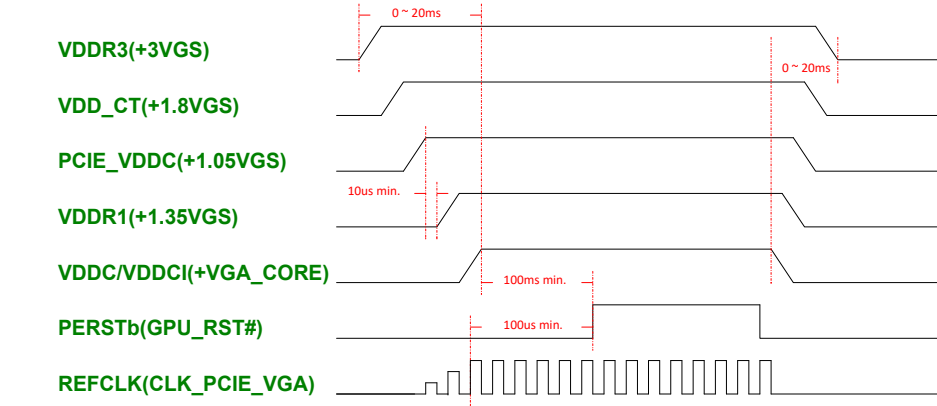 0 ~ 20ms
VDDR3(+3VGS)
0 ~ 20ms
VDD_CT(+1.8VGS)
PCIE_VDDC(+1.05VGS)
10us min.
VDDR1(+1.35VGS)
VDDC/VDDCI(+VGA_CORE)
100ms min.
PERSTb(GPU_RST#)
100us min.
REFCLK(CLK_PCIE_VGA)